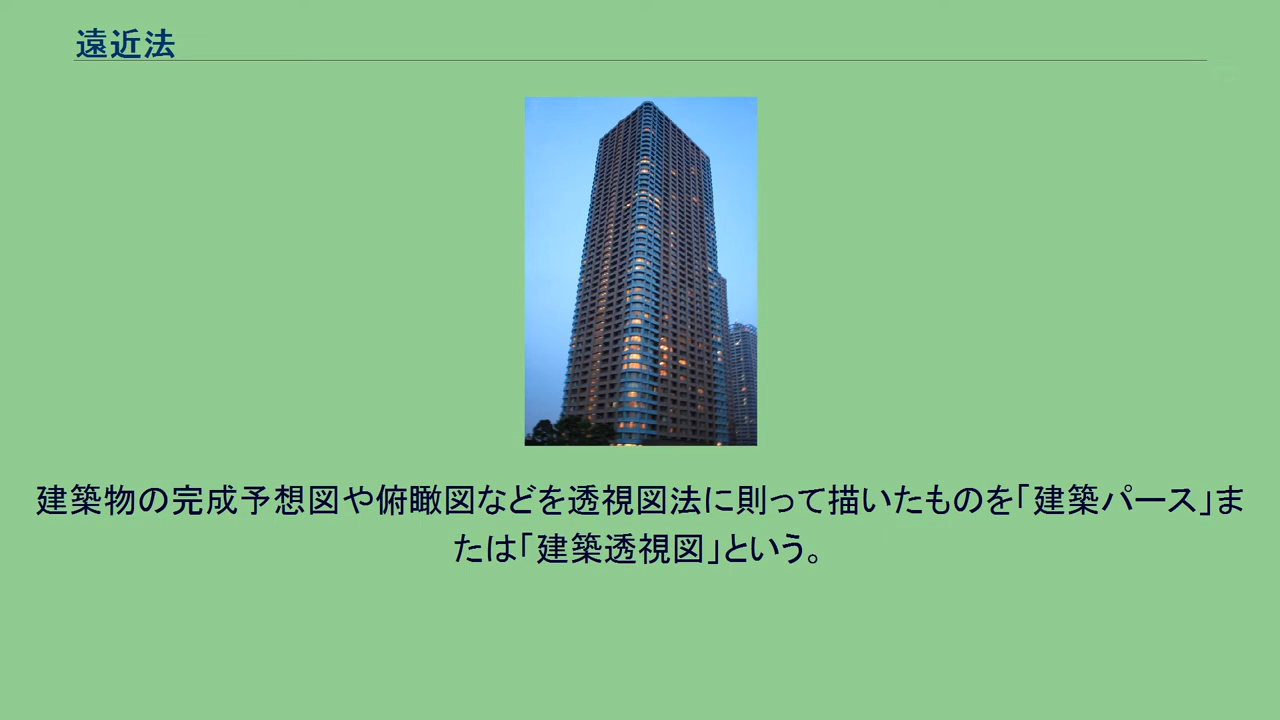 遠近法
建築物の完成予想図や俯瞰図などを透視図法に則って描いたものを「建築パース」ま
たは「建築透視図」という。